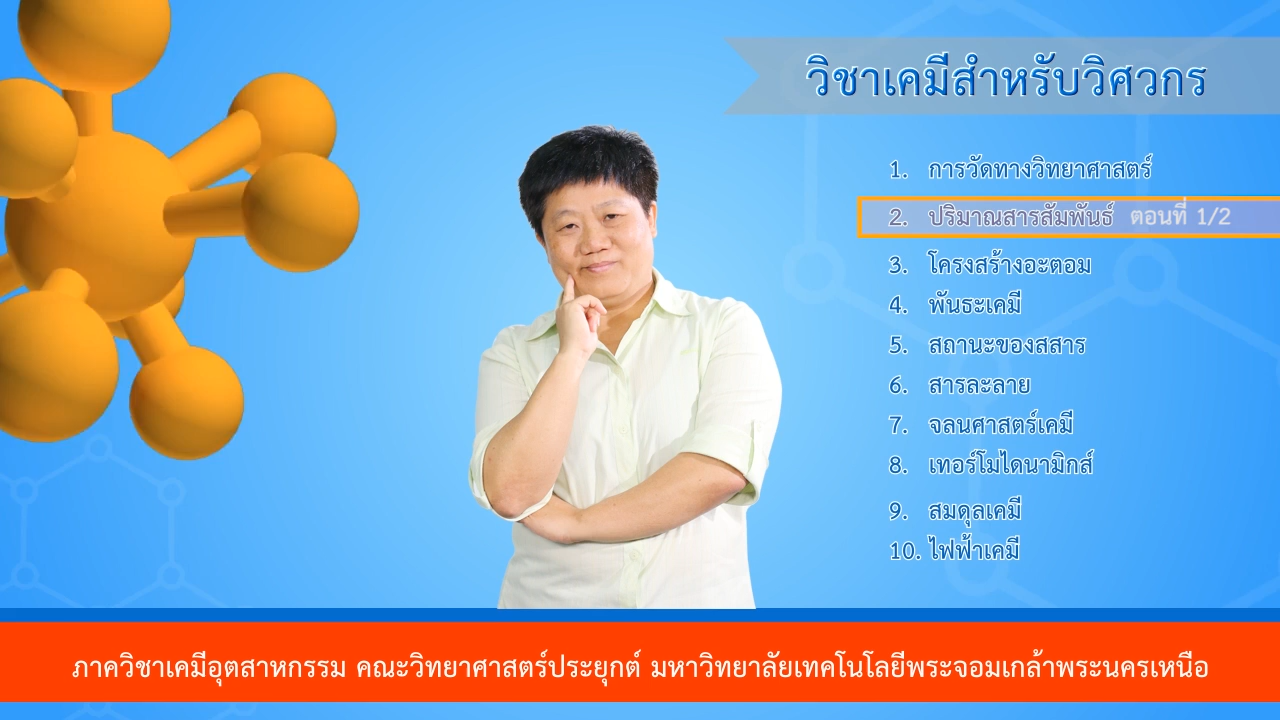 วิชาเคมีสำหรับวิศวกร
1. การวัดทางวิทยาศาสตร์
2. ปริมาณสารสัมพันธ์ ตอนที่ 1/2
3. โครงสร้างอะตอม
4. พันธะเคมี
5. สถานะของสสาร
6. สารละลาย
7. จลนศาสตร์เคมี
8. เทอร์โมไดนามิกส์
9. สมดุลเคมี
10. ไฟฟ้าเคมี
ภาควิชาเคมีอุตสาหกรรม คณะวิทยาศาสตร์ประยุกต์ มหาวิทยาลัยเทคโนโลยีพระจอมเกล้าพระนครเหนือ